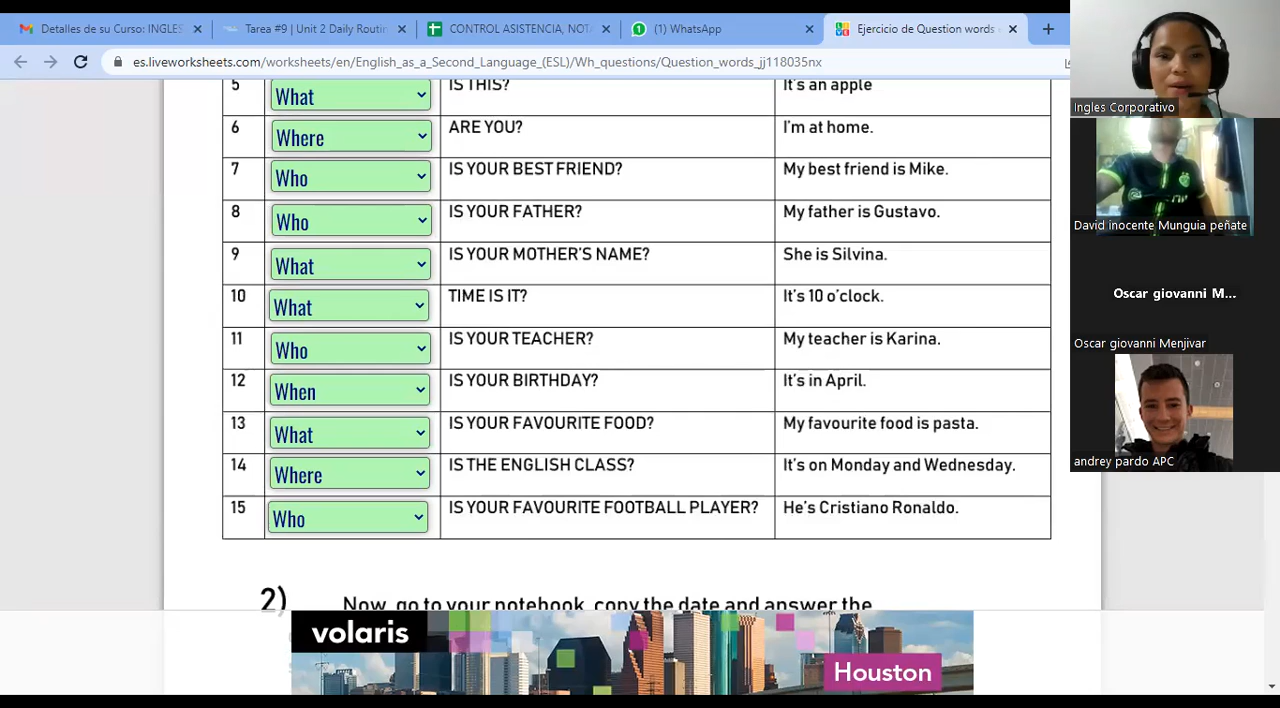 Detalles de su Curso: INGLES
Tarea #9 | Unit 2 Daily Routin
CONTROL ASISTENCIA, NOTA
(1) WhatsApp
Ejercicio de Question words
es.liveworksheets.com/worksheets/en/English_as_a_Second_Language_(ESL)/Wh_questions/Question_words_jj118035nx
5 What IS THIS? It's an apple
6 Where ARE YOU? I'm at home.
7 Who IS YOUR BEST FRIEND? My best friend is Mike.
8 Who IS YOUR FATHER? My father is Gustavo.
9 What IS YOUR MOTHER'S NAME? She is Silvina.
10 What TIME IS IT? It's 10 o'clock.
11 Who IS YOUR TEACHER? My teacher is Karina.
12 When IS YOUR BIRTHDAY? It's in April.
13 What IS YOUR FAVOURITE FOOD? My favourite food is pasta.
14 Where IS THE ENGLISH CLASS? It's on Monday and Wednesday.
15 Who IS YOUR FAVOURITE FOOTBALL PLAYER? He's Cristiano Ronaldo.
2) Now, go to your notebook, copy the date and answer the
volaris
Houston
Ingles Corporativo
David inocente Munguia peñate
Oscar giovanni M...
Oscar giovanni Menjivar
andrey pardo APC